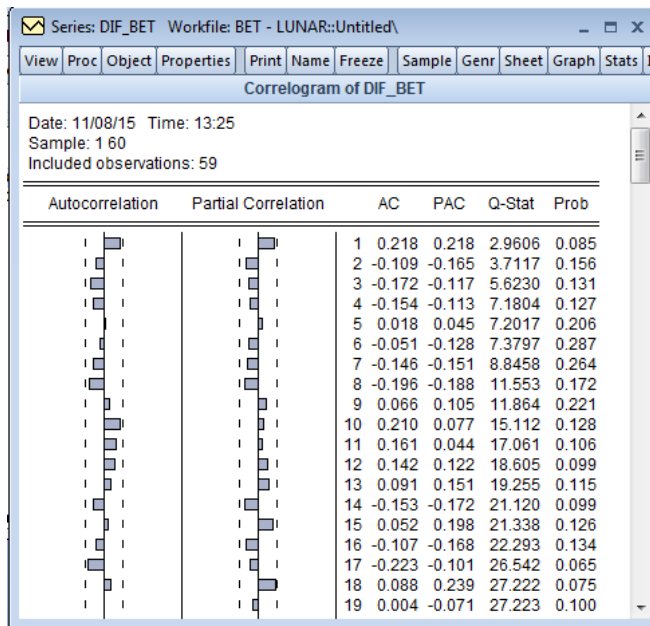 Series: DIF_BET Workfile: BET - LUNAR::Untitled\
View Proc Object Properties Print Name Freeze Sample Genr Sheet Graph Stats
Correlogram of DIF_BET
Date: 11/08/15 Time: 13:25
Sample: 1 60
Included observations: 59
Autocorrelation Partial Correlation AC PAC Q-Stat Prob
1 0.218 0.218 2.9606 0.085
2 -0.109 -0.165 3.7117 0.156
3 -0.172 -0.117 5.6230 0.131
4 -0.154 -0.113 7.1804 0.127
5 0.018 0.045 7.2017 0.206
6 -0.051 -0.128 7.3797 0.287
7 -0.146 -0.151 8.8458 0.264
8 -0.196 -0.188 11.553 0.172
9 0.066 0.105 11.864 0.221
10 0.210 0.077 15.112 0.128
11 0.161 0.044 17.061 0.106
12 0.142 0.122 18.605 0.099
13 0.091 0.151 19.255 0.115
14 -0.153 -0.172 21.120 0.099
15 0.052 0.198 21.338 0.126
16 -0.107 -0.168 22.293 0.134
17 -0.223 -0.101 26.542 0.065
18 0.088 0.239 27.222 0.075
19 0.004 -0.071 27.223 0.100